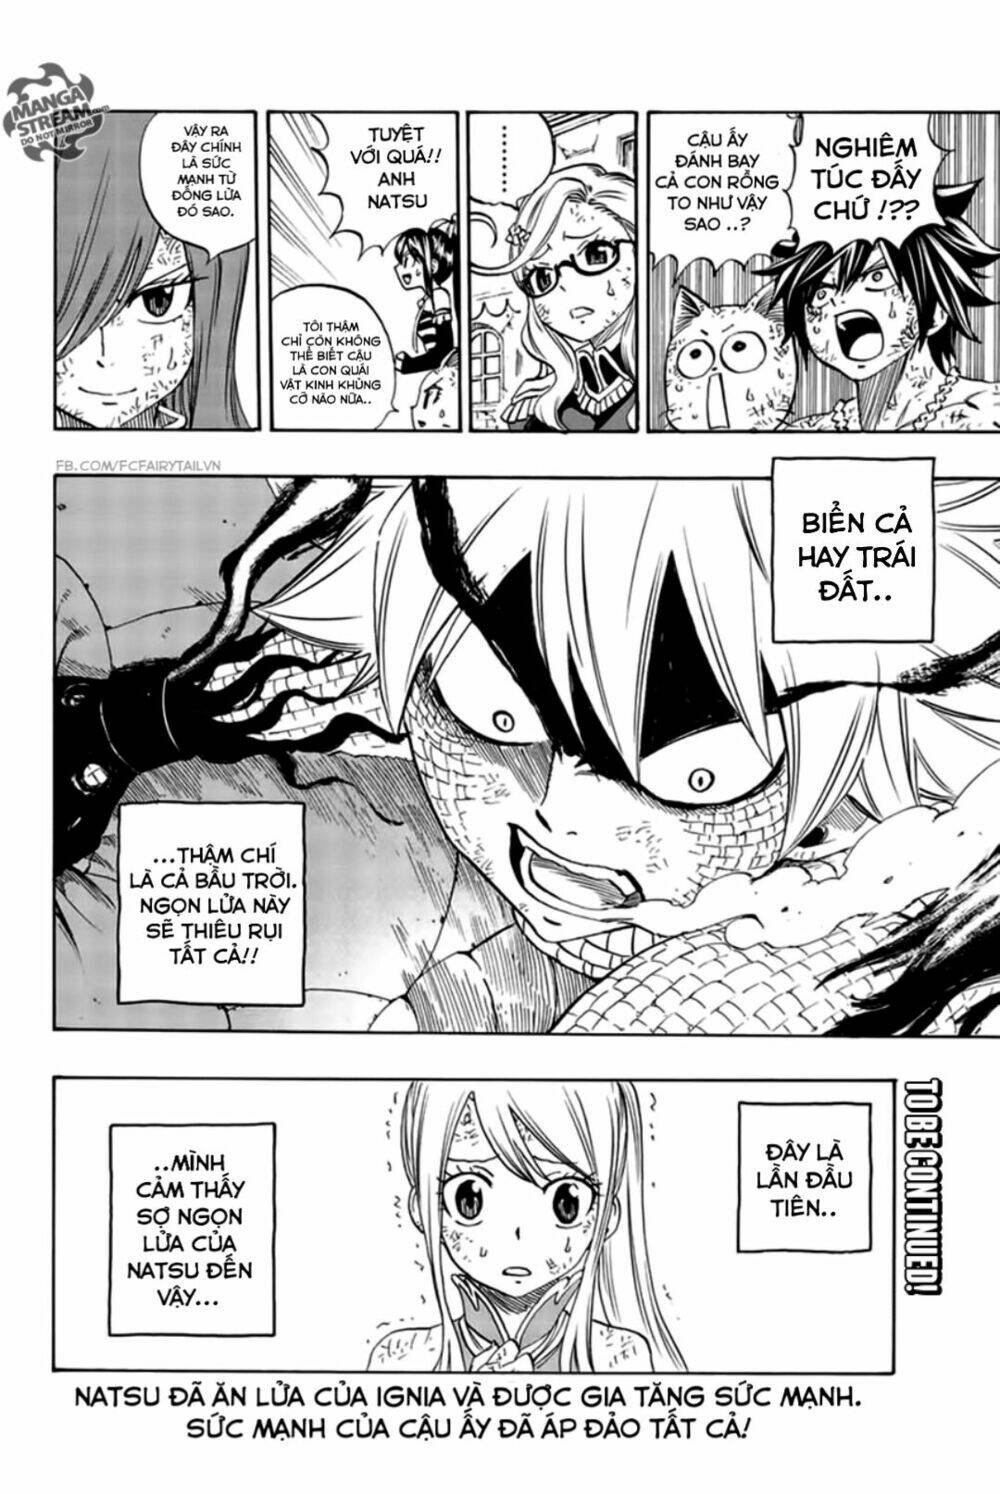 MANGA
STREAM.com
DO NOT MIRROR!
NGHIÊM
TÚC ĐẤY
CHỨ !??
CẬU ẤY
ĐÁNH BAY
CẢ CON RỒNG
TO NHƯ VẬY
SAO ..?
.........
TUYỆT
VỜI QUÁ!!
ANH
NATSU
TÔI THẬM
CHỈ CÒN KHÔNG
THỂ BIẾT CẬU
LÀ CON QUÁI
VẬT KINH KHỦNG
CỠ NÀO NỮA..
VẬY RA
ĐÂY CHÍNH
LÀ SỨC
MẠNH TỪ
ĐỐNG LỬA
ĐÓ SAO.
FB.COM/FCFAIRYTAILVN
BIỂN CẢ
HAY TRÁI
ĐẤT..
...THẬM CHÍ
LÀ CẢ BẦU TRỜI.
NGỌN LỬA NÀY
SẼ THIÊU RỤI
TẤT CẢ!!
ĐÂY LÀ
LẦN ĐẦU
TIÊN..
..MÌNH
CẢM THẤY
SỢ NGỌN
LỬA CỦA
NATSU ĐẾN
VẬY...
TO BE CONTINUED!
NATSU ĐÃ ĂN LỬA CỦA IGNIA VÀ ĐƯỢC GIA TĂNG SỨC MẠNH.
SỨC MẠNH CỦA CẬU ẤY ĐÃ ÁP ĐẢO TẤT CẢ!